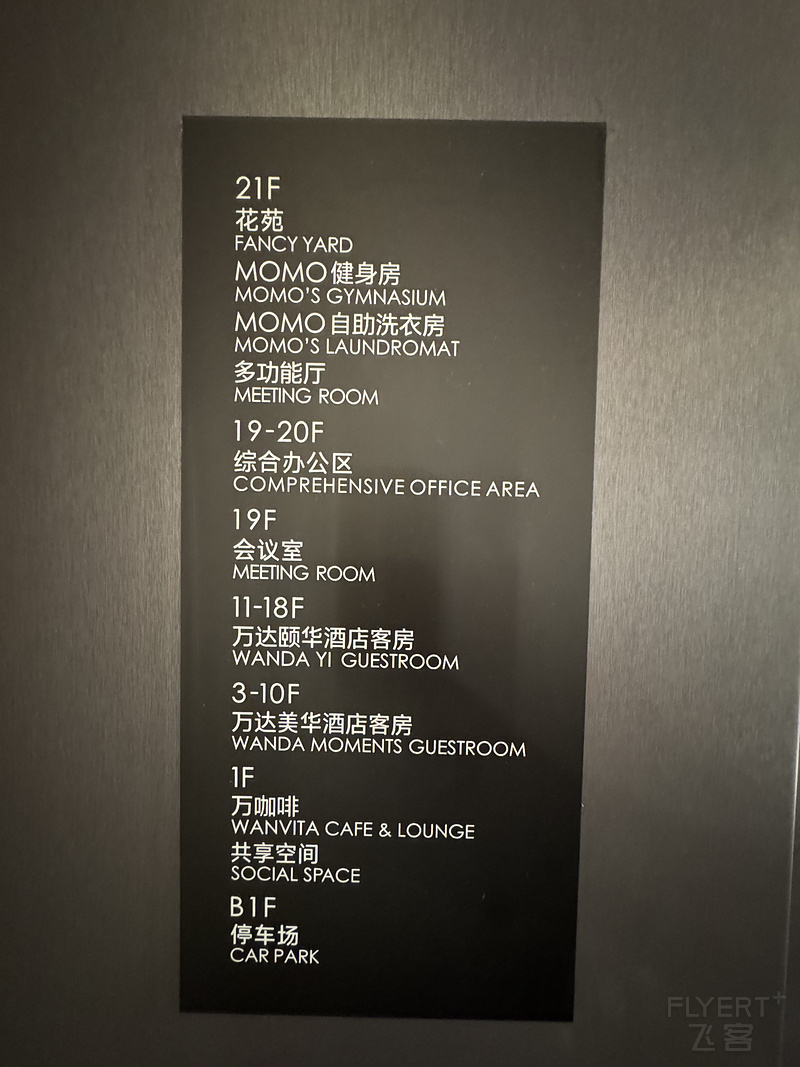 21F
花苑
FANCY YARD
MOMO健身房
MOMO'S GYMNASIUM
MOMO自助洗衣房
MOMO'S LAUNDROMAT
多功能厅
MEETING ROOM
19-20F
综合办公区
COMPREHENSIVE OFFICE AREA
19F
会议室
MEETING ROOM
11-18F
万达颐华酒店客房
WANDA YI GUESTROOM
3-10F
万达美华酒店客房
WANDA MOMENTS GUESTROOM
1F
万咖啡
WANVITA CAFE & LOUNGE
共享空间
SOCIAL SPACE
B1F
停车场
CAR PARK
FLYERT+
飞客